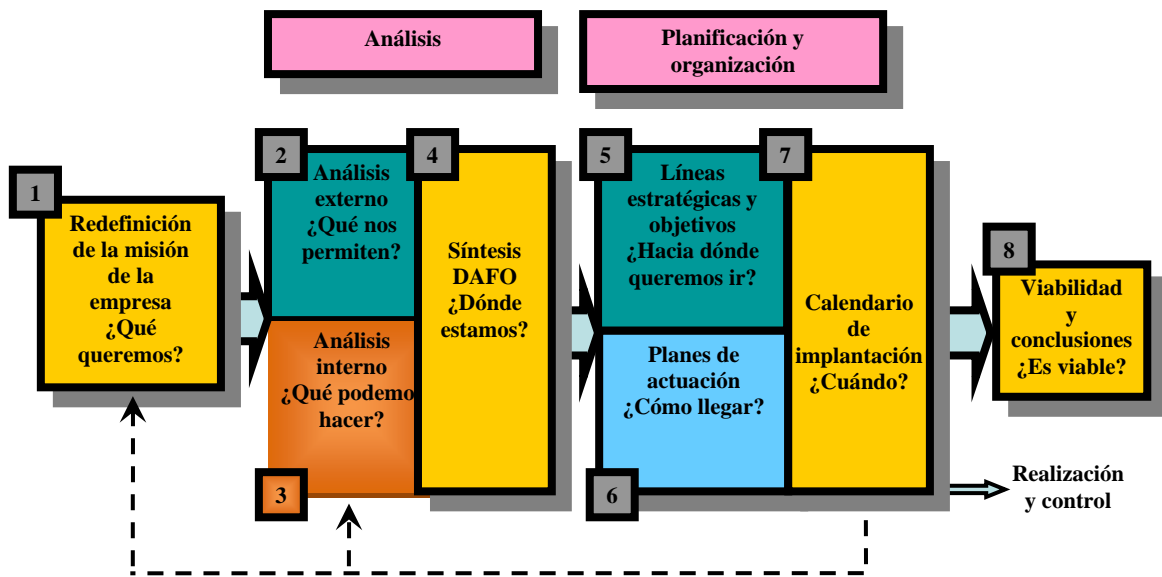 Análisis
Planificación y
organización
1
Redefinición
de la misión
de la
empresa
¿Qué
queremos?
2
Análisis
externo
¿Qué nos
permiten?
3
Análisis
interno
¿Qué podemo
hacer?
4
Síntesis
DAFO
¿Dónde
estamos?
5
Líneas
estratégicas y
objetivos
¿Hacia dónde
queremos ir?
6
Planes de
actuación
¿Cómo llegar?
7
Calendario
de
implantación
¿Cuándo?
8
Viabilidad
y
conclusiones
¿Es viable?
Realización
y control